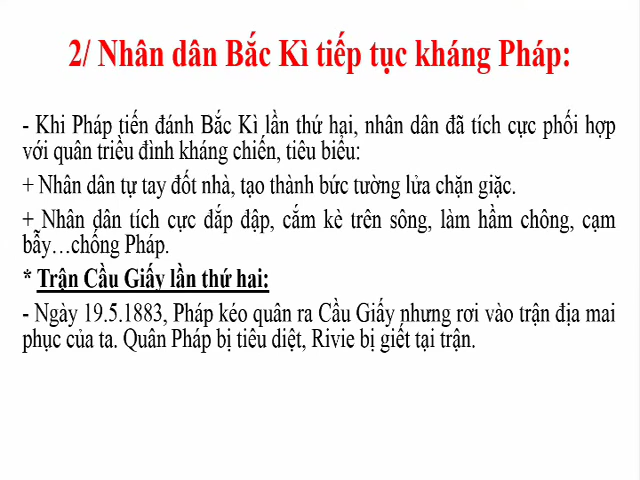 2/ Nhân dân Bắc Kì tiếp tục kháng Pháp:
- Khi Pháp tiến đánh Bắc Kì lần thứ hai, nhân dân đã tích cực phối hợp
với quân triều đình kháng chiến, tiêu biểu:
+ Nhân dân tự tay đốt nhà, tạo thành bức tường lửa chặn giặc.
+ Nhân dân tích cực đắp đập, cắm kè trên sông, làm hầm chông, cạm
bẫy…chống Pháp.
* Trận Cầu Giấy lần thứ hai:
- Ngày 19.5.1883, Pháp kéo quân ra Cầu Giấy nhưng rơi vào trận địa mai
phục của ta. Quân Pháp bị tiêu diệt, Rivie bị giết tại trận.